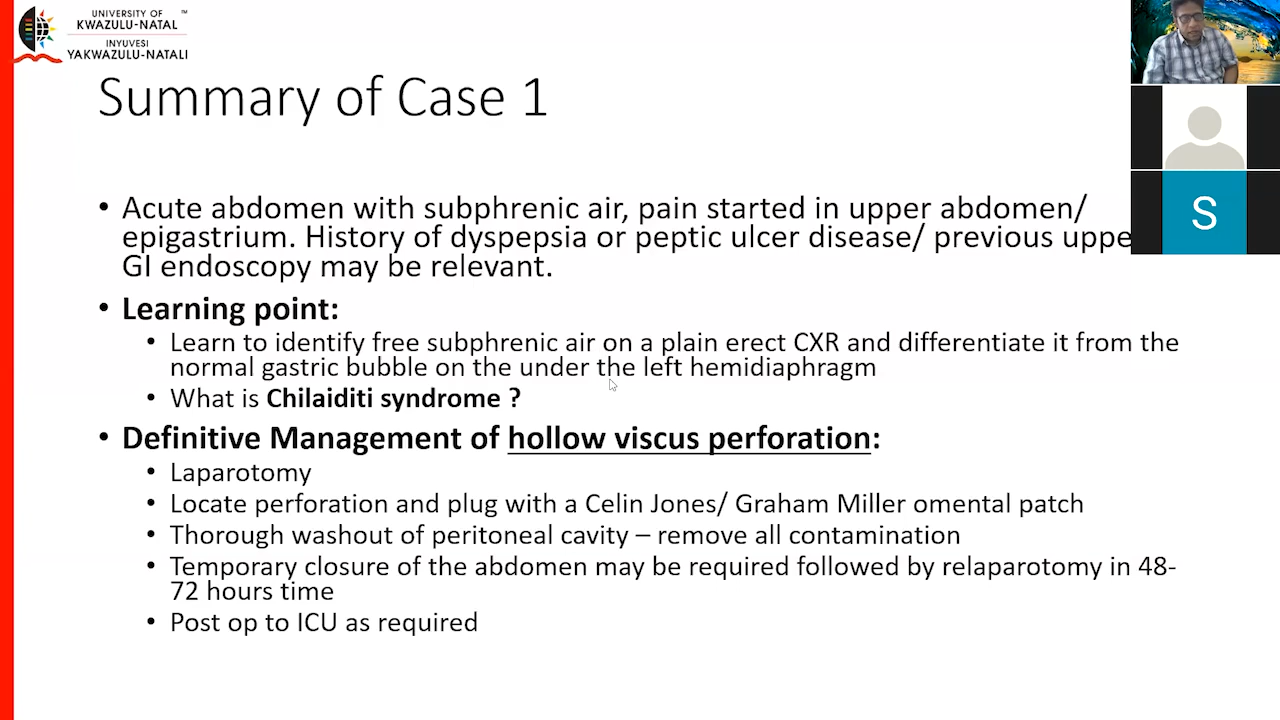 UNIVERSITY OF ™
KWAZULU-NATAL
INYUVESI
YAKWAZULU-NATALI
Summary of Case 1
• Acute abdomen with subphrenic air, pain started in upper abdomen/
epigastrium. History of dyspepsia or peptic ulcer disease/ previous uppe
GI endoscopy may be relevant.
• Learning point:
• Learn to identify free subphrenic air on a plain erect CXR and differentiate it from the
normal gastric bubble on the under the left hemidiaphragm
• What is Chilaiditi syndrome ?
• Definitive Management of hollow viscus perforation:
• Laparotomy
• Locate perforation and plug with a Celin Jones/ Graham Miller omental patch
• Thorough washout of peritoneal cavity – remove all contamination
• Temporary closure of the abdomen may be required followed by relaparotomy in 48-
72 hours time
• Post op to ICU as required
S